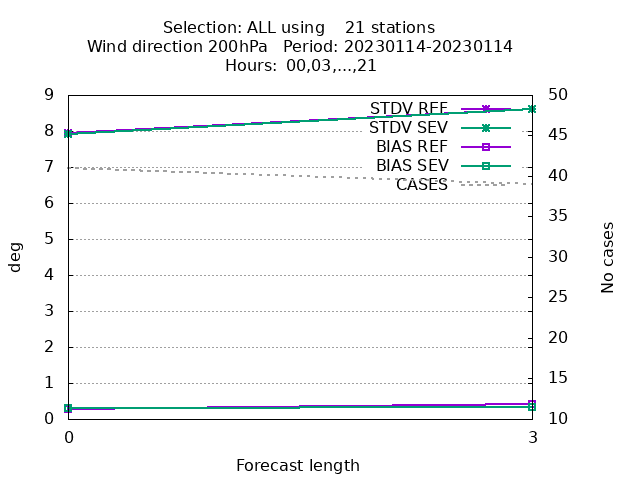 Selection: ALL using    21 stations
Wind direction 200hPa   Period: 20230114-20230114
Hours:  00,03,...,21
9
8
7
6
5
4
3
2
1
0
50
45
40
35
30
25
20
15
10
STDV REF
STDV SEV
BIAS REF
BIAS SEV
CASES
deg
No cases
0
3
Forecast length